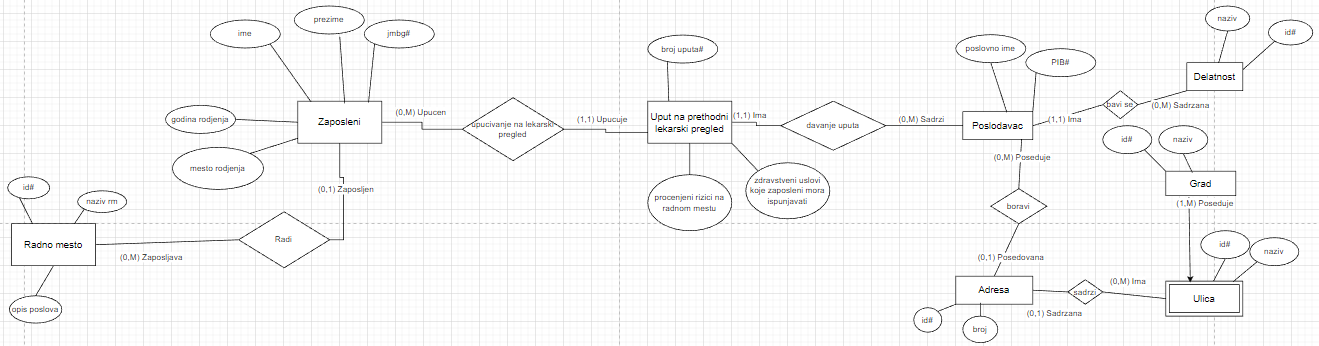 ime
prezime
jmbg#
godina rodjenja
mesto rodjenja
Zaposleni
(0,M) Upucen
upucivanje na lekarski
pregled
(1,1) Upucuje
broj uputa#
Uput na prethodni
lekarski pregled
procenjeni rizici na
radnom mestu
zdravstveni uslovi
koje zaposleni mora
ispunjavati
(1,1) Ima
davanje uputa
(0,M) Sadrzi
poslovno ime
PIB#
Poslodavac
(1,1) Ima
bavi se
(0,M) Sadrzana
Delatnost
naziv
id#
(0,M) Poseduje
boravi
(0,1) Posedovana
Adresa
id#
broj
sadrzi
(0,1) Sadrzana
(0,M) Ima
Ulica
id#
naziv
(1,M) Poseduje
Grad
id#
naziv
(0,1) Zaposljen
Radi
(0,M) Zaposljava
Radno mesto
id#
naziv rm
opis poslova